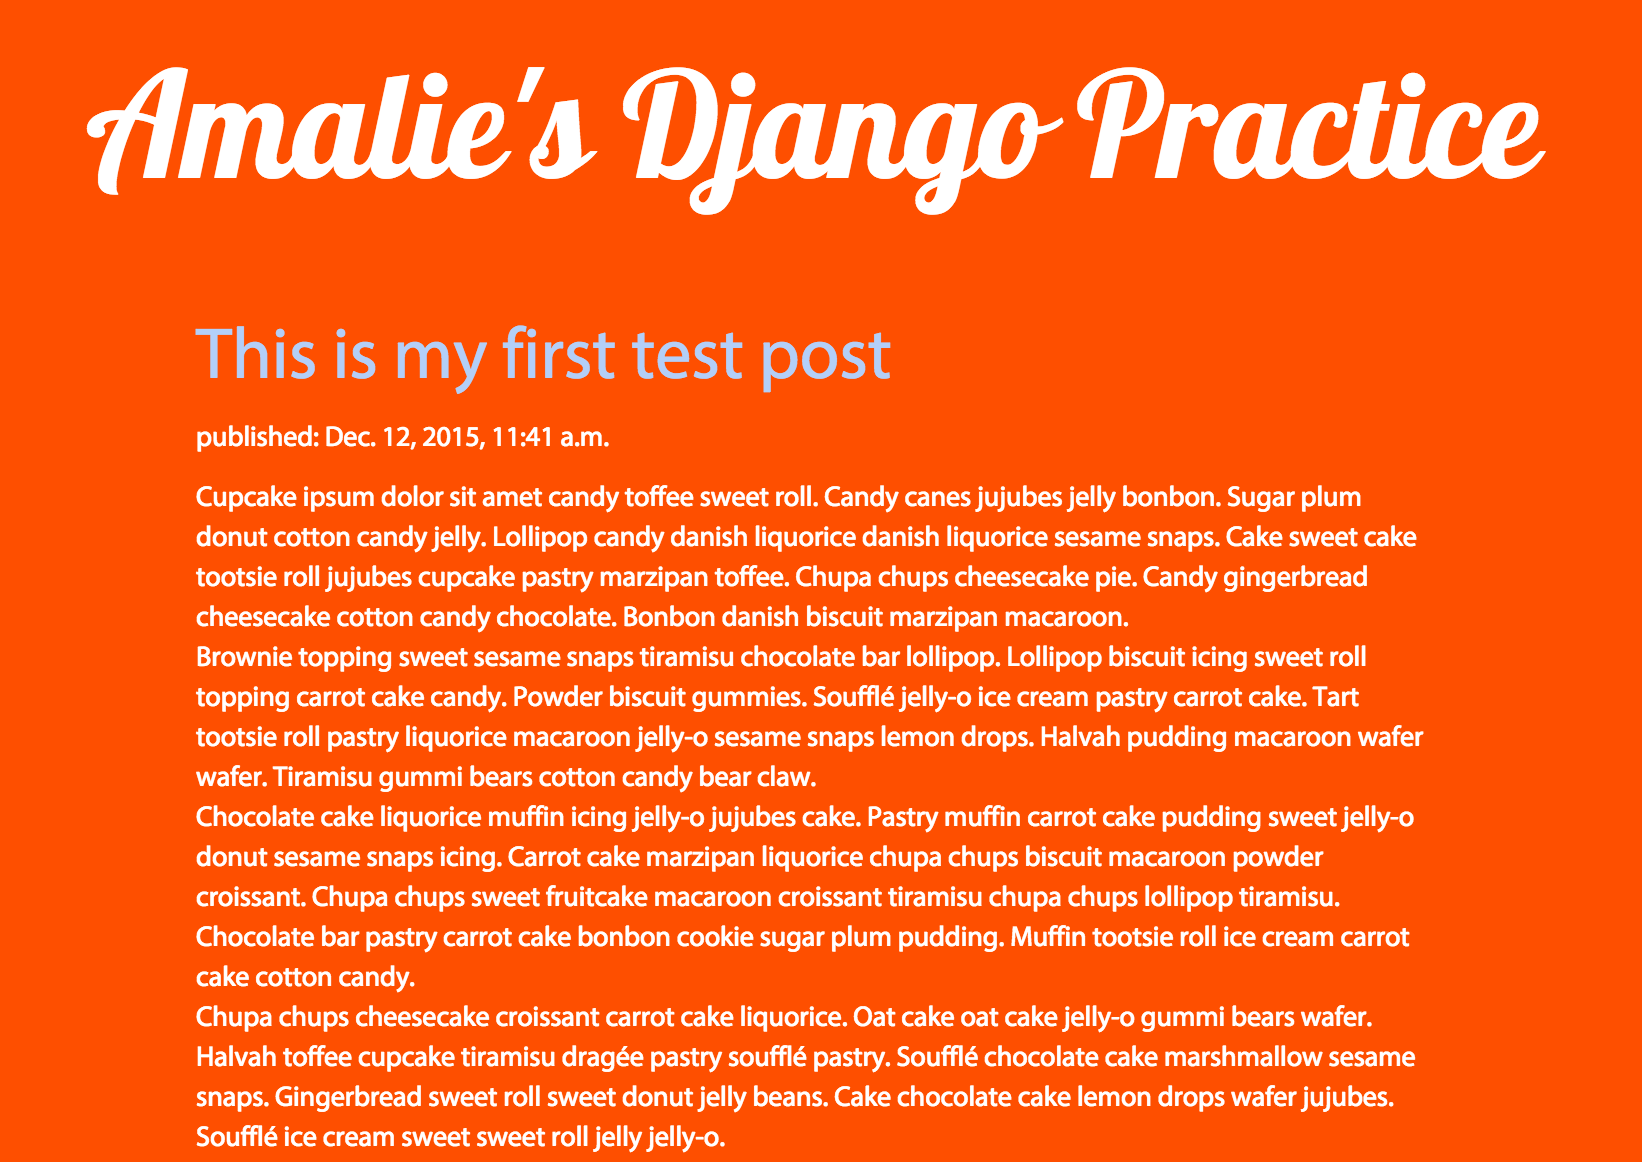 Amalie's Django Practice
This is my first test post
published: Dec. 12, 2015, 11:41 a.m.
Cupcake ipsum dolor sit amet candy toffee sweet roll. Candy canes jujubes jelly bonbon. Sugar plum
donut cotton candy jelly. Lollipop candy danish liquorice danish liquorice sesame snaps. Cake sweet cake
tootsie roll jujubes cupcake pastry marzipan toffee. Chupa chups cheesecake pie. Candy gingerbread
cheesecake cotton candy chocolate. Bonbon danish biscuit marzipan macaroon.
Brownie topping sweet sesame snaps tiramisu chocolate bar lollipop. Lollipop biscuit icing sweet roll
topping carrot cake candy. Powder biscuit gummies. Soufflé jelly-o ice cream pastry carrot cake. Tart
tootsie roll pastry liquorice macaroon jelly-o sesame snaps lemon drops. Halvah pudding macaroon wafer
wafer. Tiramisu gummi bears cotton candy bear claw.
Chocolate cake liquorice muffin icing jelly-o jujubes cake. Pastry muffin carrot cake pudding sweet jelly-o
donut sesame snaps icing. Carrot cake marzipan liquorice chupa chups biscuit macaroon powder
croissant. Chupa chups sweet fruitcake macaroon croissant tiramisu chupa chups lollipop tiramisu.
Chocolate bar pastry carrot cake bonbon cookie sugar plum pudding. Muffin tootsie roll ice cream carrot
cake cotton candy.
Chupa chups cheesecake croissant carrot cake liquorice. Oat cake oat cake jelly-o gummi bears wafer.
Halvah toffee cupcake tiramisu dragée pastry soufflé pastry. Soufflé chocolate cake marshmallow sesame
snaps. Gingerbread sweet roll sweet donut jelly beans. Cake chocolate cake lemon drops wafer jujubes.
Soufflé ice cream sweet sweet roll jelly jelly-o.